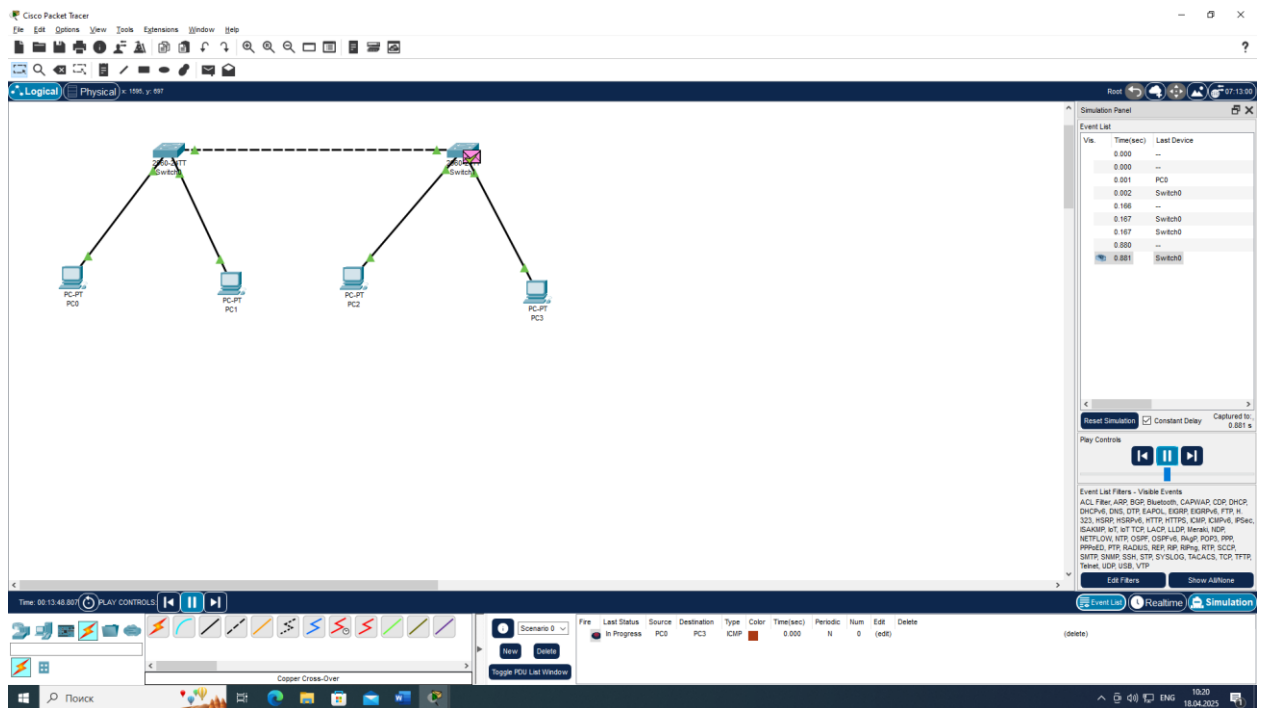 Cisco Packet Tracer
File Edit Options View Tools Extensions Window Help
?
Logical Physical x: 1595, y: 697
Root 07:13:00
Simulation Panel
Event List
Vis. Time(sec) Last Device
0.000 --
0.000 --
0.001 PC0
0.002 Switch0
0.166 --
0.167 Switch0
0.167 Switch0
0.880 --
0.881 Switch0
2960-24TT
Switch0
PC-PT
PC0
PC-PT
PC1
PC-PT
PC2
PC-PT
PC3
Reset Simulation Constant Delay Captured to:
0.881 s
Play Controls
Event List Filters - Visible Events
ACL Filter, ARP, BGP, Bluetooth, CAPWAP, CDP, DHCP,
DHCPv6, DNS, DTP, EAPOL, EIGRP, EIGRPv6, FTP, H.
323, HSRP, HSRPv6, HTTP, HTTPS, ICMP, ICMPv6, IPSec,
ISAKMP, IoT, IoT TCP, LACP, LLDP, Meraki, NDP,
NETFLOW, NTP, OSPF, OSPFv6, PAgP, POP3, PPP,
PPPoED, PTP, RADIUS, REP, RIP, RIPng, RTP, SCCP,
SMTP, SNMP, SSH, STP, SYSLOG, TACACS, TCP, TFTP,
Telnet, UDP, USB, VTP
Edit Filters Show All/None
Time: 00:13:48.807 PLAY CONTROLS:
Event List Realtime Simulation
Scenario 0
New Delete
Toggle PDU List Window
Fire Last Status Source Destination Type Color Time(sec) Periodic Num Edit Delete
In Progress PC0 PC3 ICMP 0.000 N 0 (edit) (delete)
Copper Cross-Over
Поиск
ENG
10:20
18.04.2025